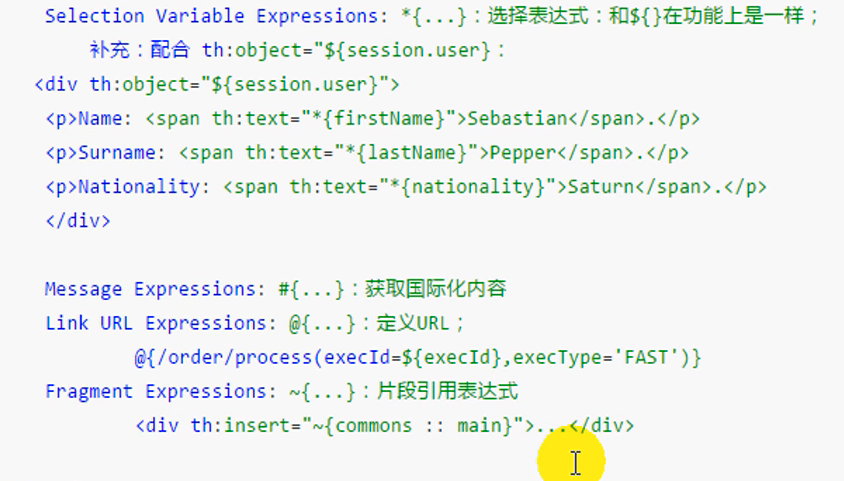 Selection Variable Expressions: *{...}：选择表达式：和${}在功能上是一样；
补充：配合 th:object="${session.user}：
<div th:object="${session.user}">
<p>Name: <span th:text="*{firstName}">Sebastian</span>.</p>
<p>Surname: <span th:text="*{lastName}">Pepper</span>.</p>
<p>Nationality: <span th:text="*{nationality}">Saturn</span>.</p>
</div>
Message Expressions: #{...}：获取国际化内容
Link URL Expressions: @{...}：定义URL；
@{/order/process(execId=${execId},execType='FAST')}
Fragment Expressions: ~{...}：片段引用表达式
<div th:insert="~{commons :: main}">...</div>